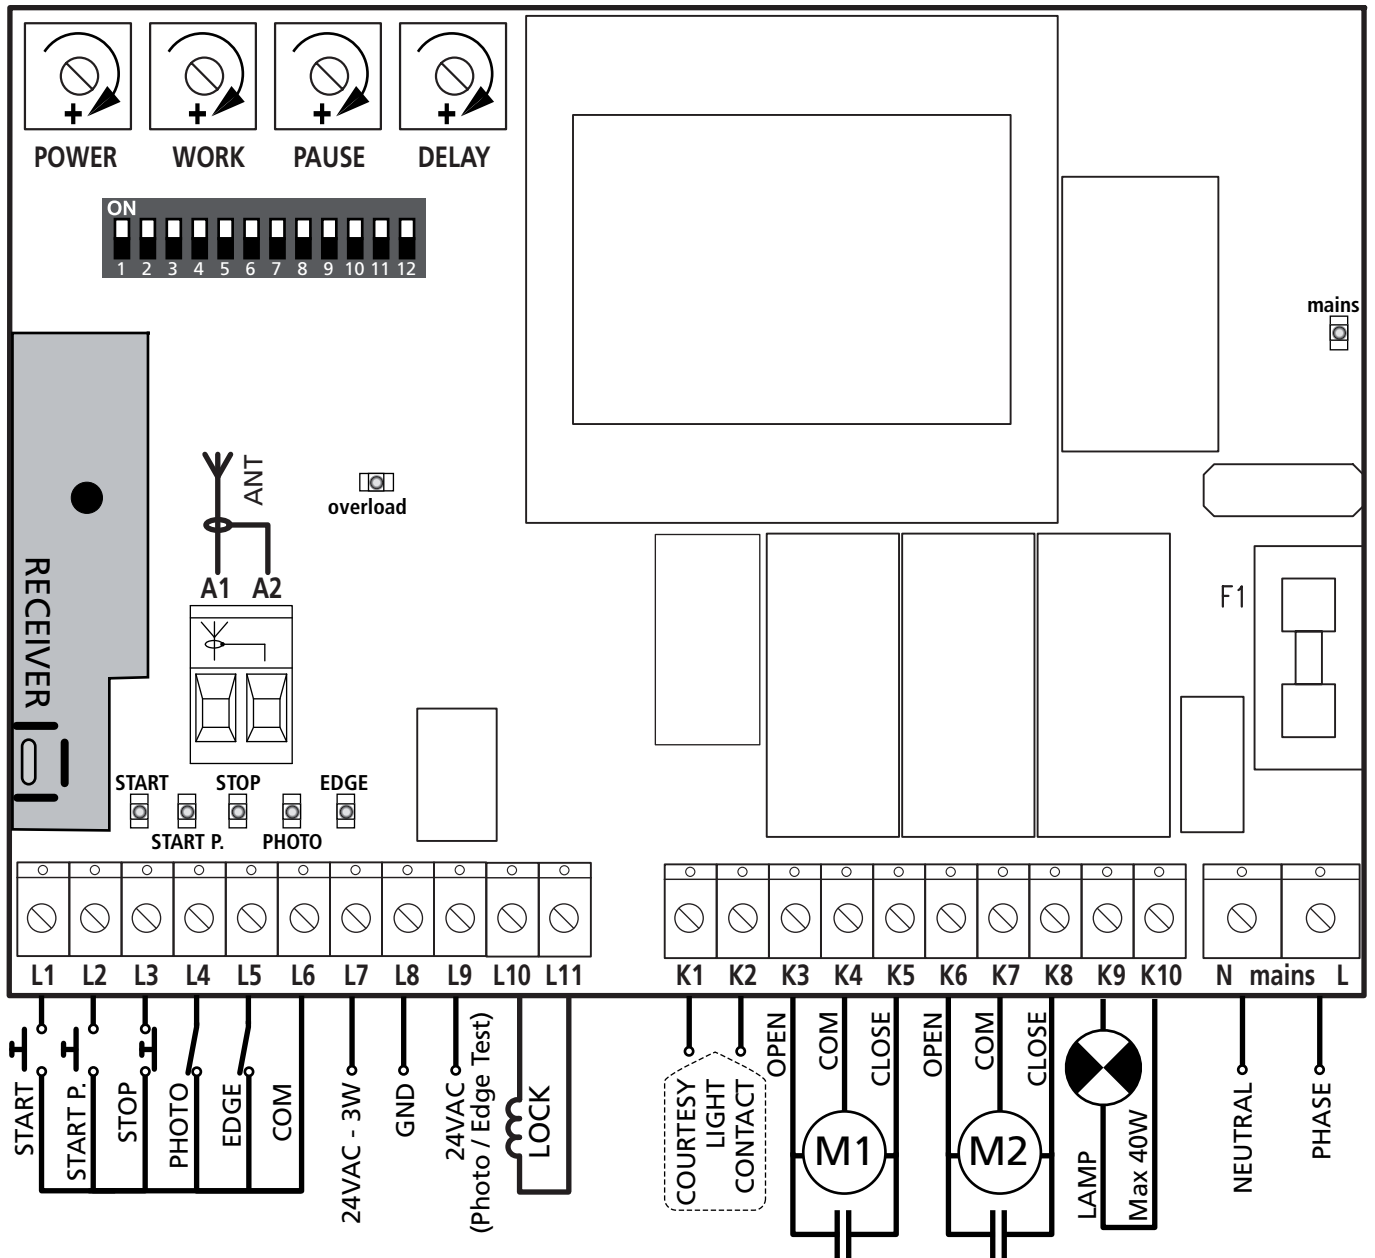 POWER WORK PAUSE DELAY
ON
1 2 3 4 5 6 7 8 9 10 11 12
mains
ANT
overload
A1 A2
F1
RECEIVER
START STOP EDGE
START P. PHOTO
L1 L2 L3 L4 L5 L6 L7 L8 L9 L10 L11
K1 K2 K3 K4 K5 K6 K7 K8 K9 K10
N mains L
START
START P.
STOP
PHOTO
EDGE
COM
24VAC - 3W
GND
24VAC
(Photo / Edge Test)
LOCK
COURTESY
LIGHT
CONTACT
OPEN
COM
CLOSE
M1
OPEN
COM
CLOSE
M2
LAMP
Max 40W
NEUTRAL
PHASE